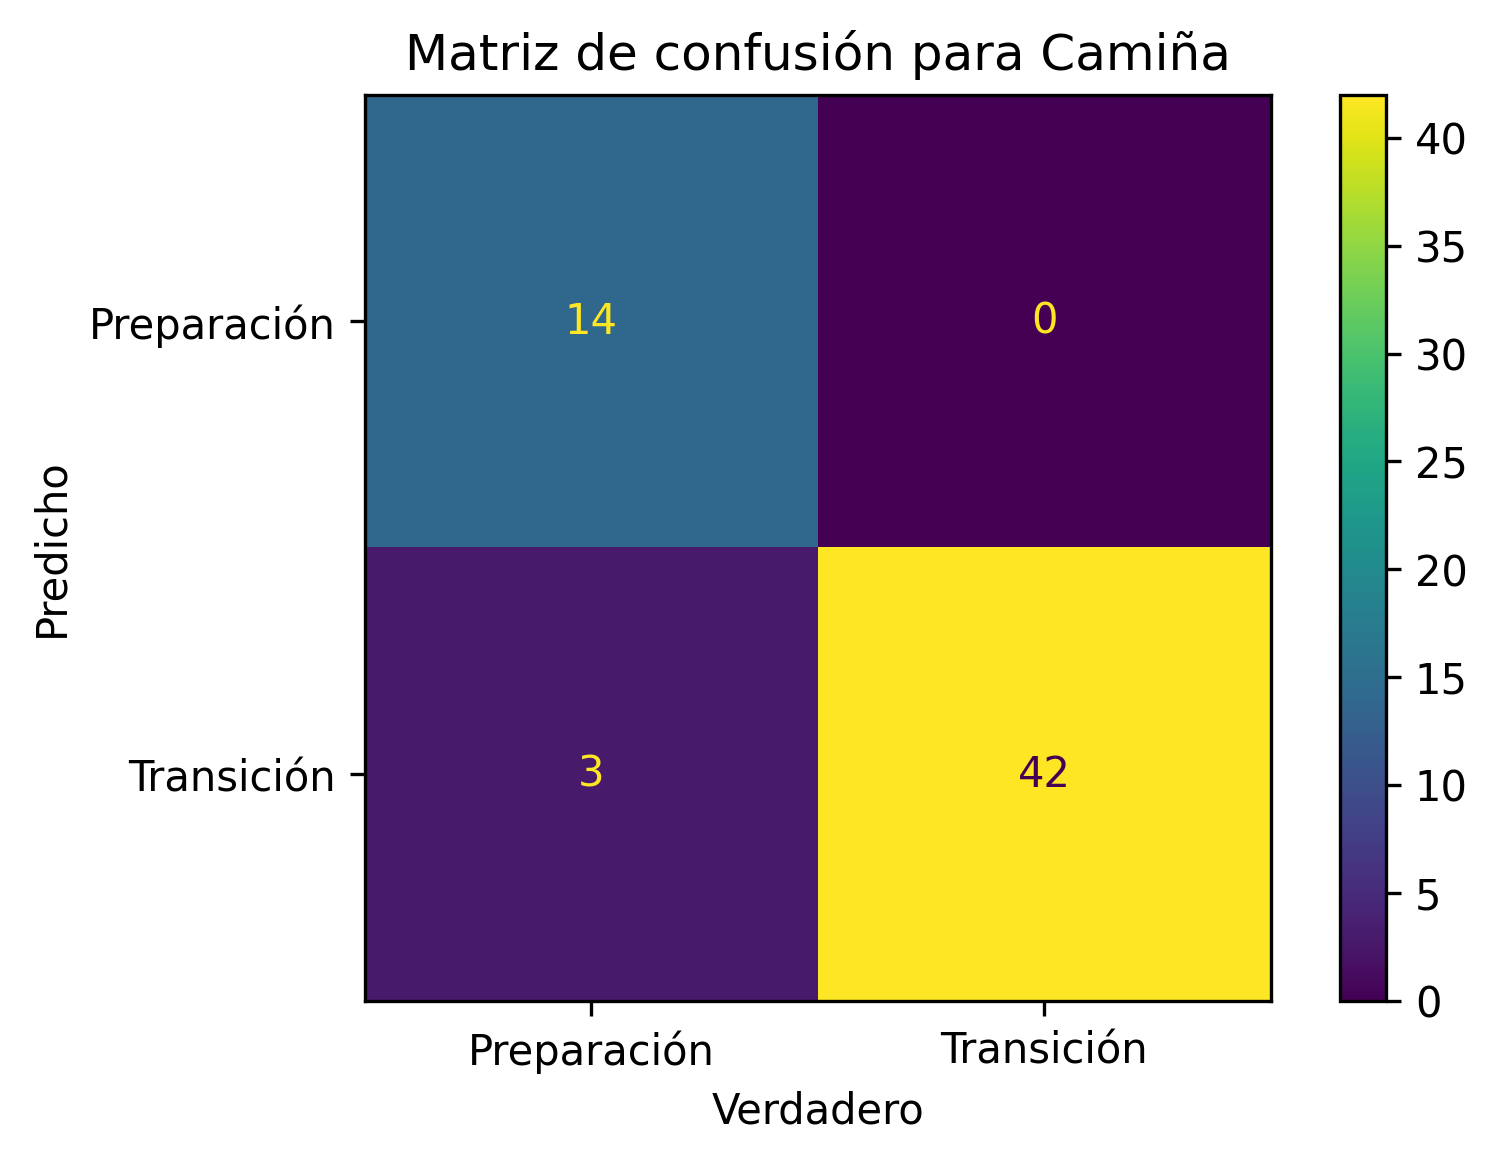 Matriz de confusión para Camiña
Predicho
Preparación
14
0
Transición
3
42
Preparación
Transición
Verdadero
40
35
30
25
20
15
10
5
0